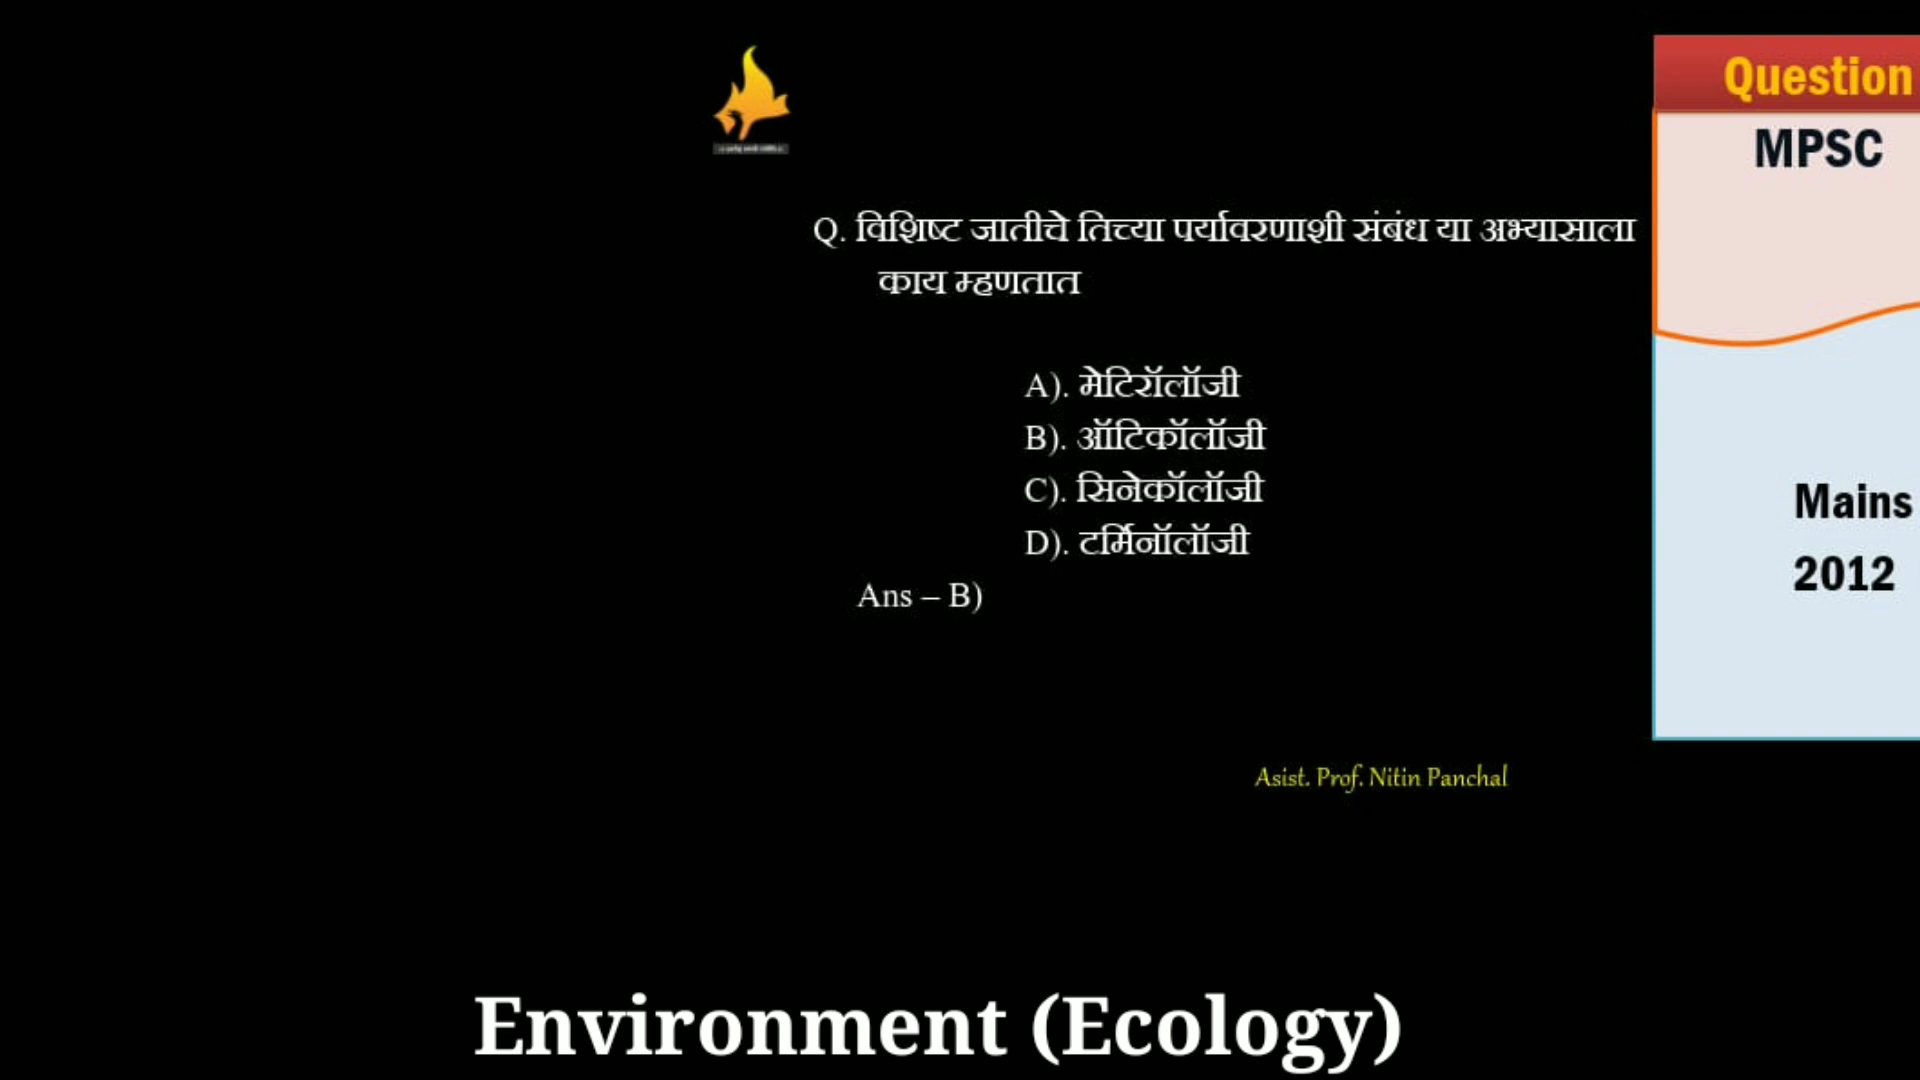 Question
MPSC
Q. विशिष्ट जातीचे तिच्या पर्यावरणाशी संबंध या अभ्यासाला
काय म्हणतात
A). मेटिरॉलॉजी
B). ऑटिकॉलॉजी
C). सिनेकॉलॉजी
D). टर्मिनॉलॉजी
Ans – B)
Mains
2012
Asist. Prof. Nitin Panchal
Environment (Ecology)